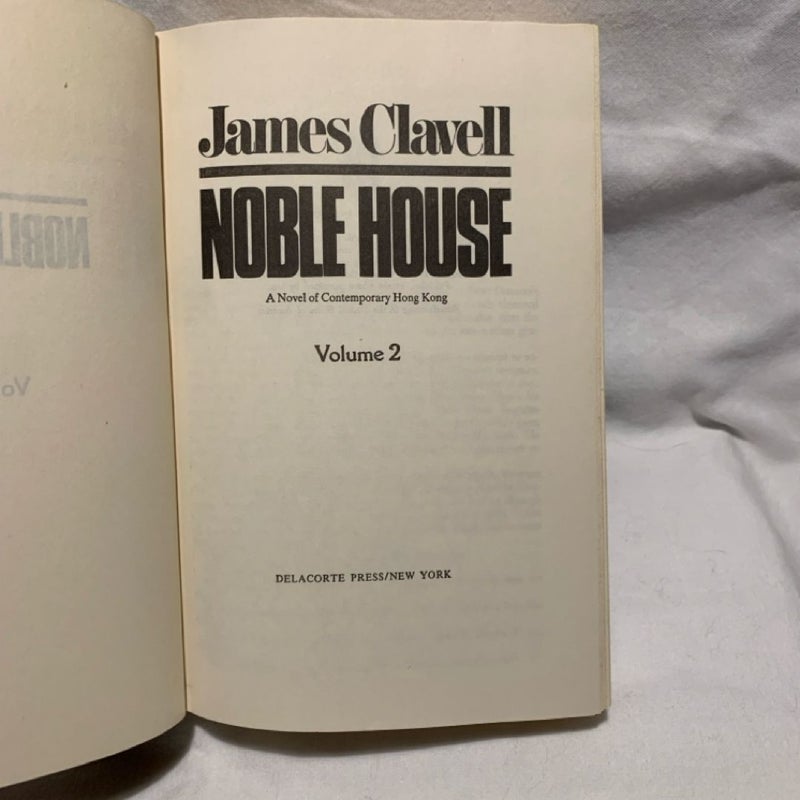 James Clavell
NOBLE HOUSE
A Novel of Contemporary Hong Kong
Volume 2
DELACORTE PRESS/NEW YORK